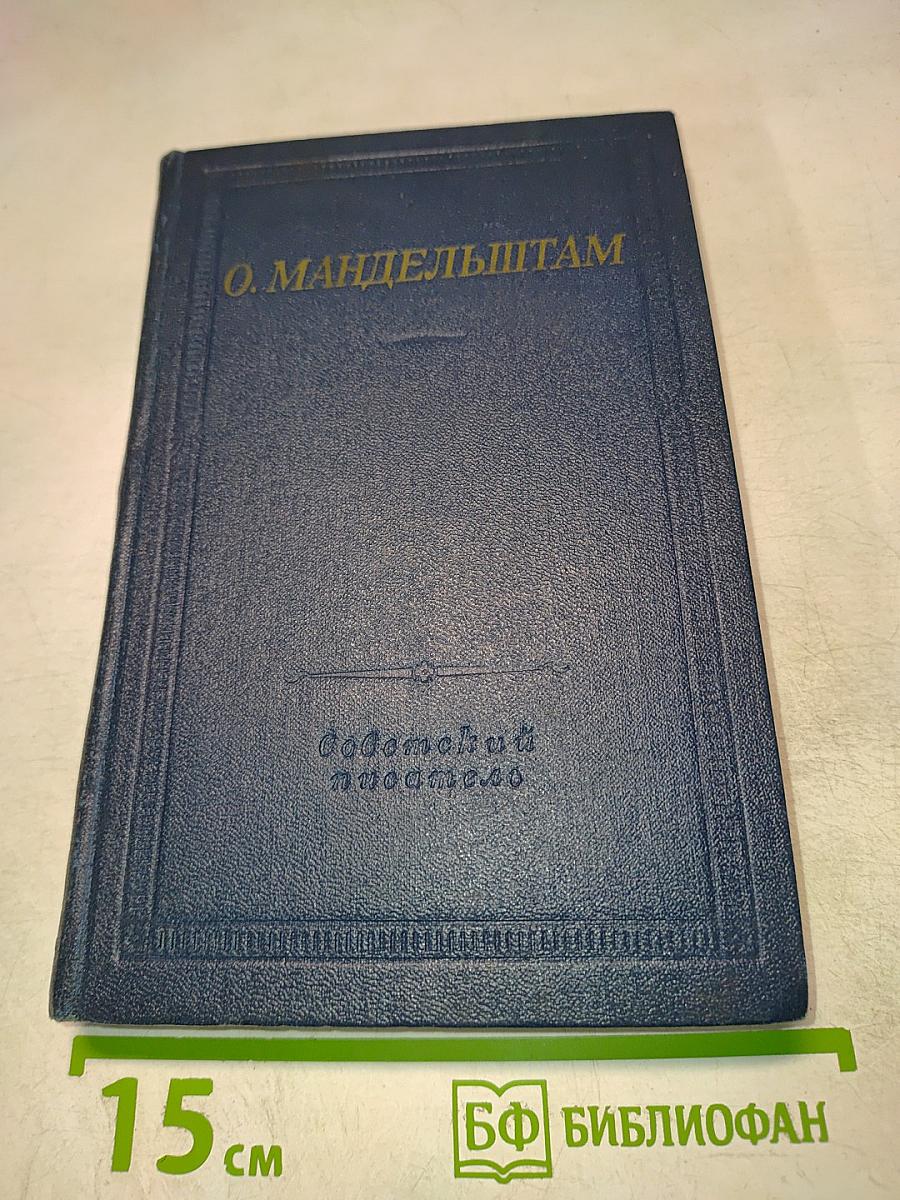 О. МАНДЕЛЬШТАМ
советский
писатель
15 см
БФ БИБЛИОФАН